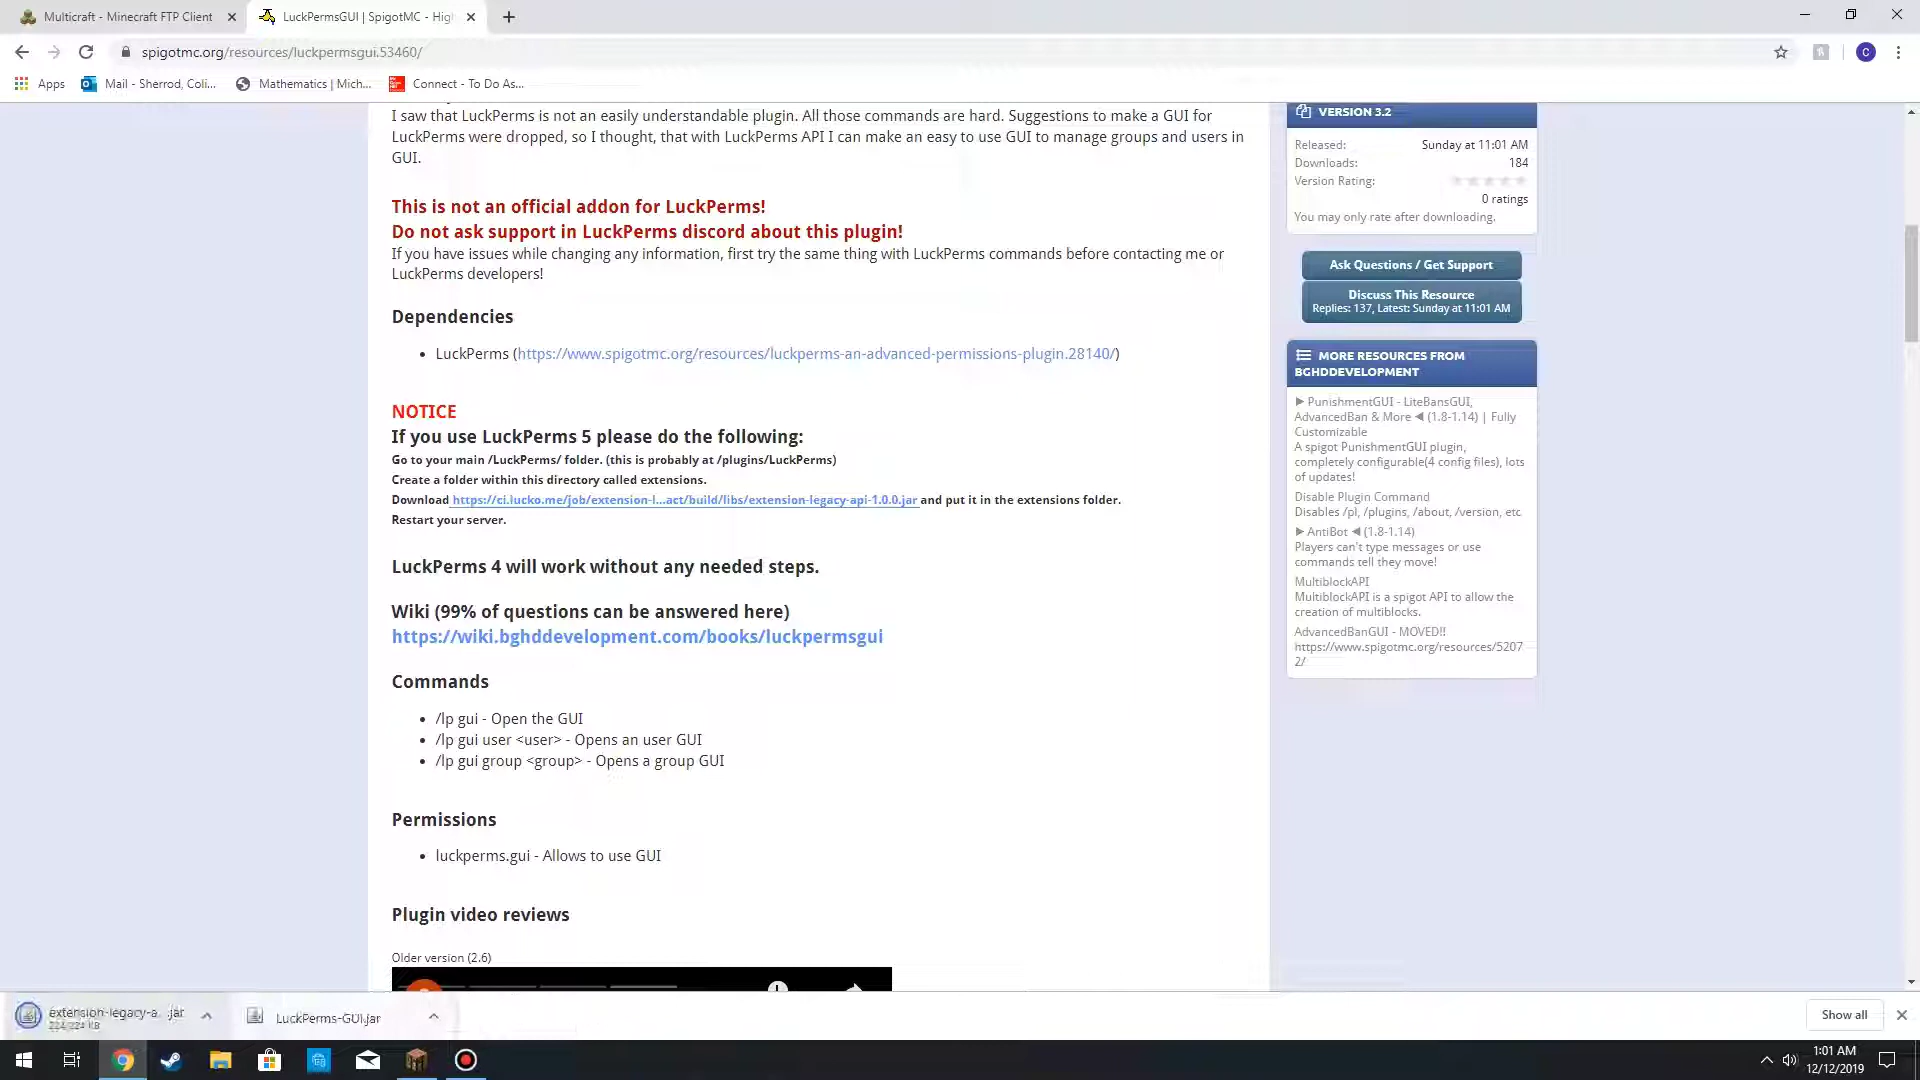 Multicraft - Minecraft FTP Client
LuckPermsGUI | SpigotMC - Hig
spigotmc.org/resources/luckpermsgui.53460/
C
Apps
Mail - Sherrod, Coli...
Mathematics | Mich...
Connect - To Do As...
I saw that LuckPerms is not an easily understandable plugin. All those commands are hard. Suggestions to make a GUI for
LuckPerms were dropped, so I thought, that with LuckPerms API I can make an easy to use GUI to manage groups and users in
GUI.
This is not an official addon for LuckPerms!
Do not ask support in LuckPerms discord about this plugin!
If you have issues while changing any information, first try the same thing with LuckPerms commands before contacting me or
LuckPerms developers!
Dependencies
• LuckPerms (https://www.spigotmc.org/resources/luckperms-an-advanced-permissions-plugin.28140/)
NOTICE
If you use LuckPerms 5 please do the following:
Go to your main /LuckPerms/ folder. (this is probably at /plugins/LuckPerms)
Create a folder within this directory called extensions.
Download https://ci.lucko.me/job/extension-l...act/build/libs/extension-legacy-api-1.0.0.jar and put it in the extensions folder.
Restart your server.
LuckPerms 4 will work without any needed steps.
Wiki (99% of questions can be answered here)
https://wiki.bghddevelopment.com/books/luckpermsgui
Commands
• /lp gui - Open the GUI
• /lp gui user <user> - Opens an user GUI
• /lp gui group <group> - Opens a group GUI
Permissions
• luckperms.gui - Allows to use GUI
Plugin video reviews
Older version (2.6)
VERSION 3.2
Released: Sunday at 11:01 AM
Downloads: 184
Version Rating:
0 ratings
You may only rate after downloading.
Ask Questions / Get Support
Discuss This Resource
Replies: 137, Latest: Sunday at 11:01 AM
MORE RESOURCES FROM
BGHDDEVELOPMENT
►PunishmentGUI - LiteBansGUI,
AdvancedBan & More ◄ (1.8-1.14) | Fully
Customizable
A spigot PunishmentGUI plugin,
completely configurable(4 config files), lots
of updates!
Disable Plugin Command
Disables /pl, /plugins, /about, /version, etc
►AntiBot ◄ (1.8-1.14)
Players can't type messages or use
commands tell they move!
MultiblockAPI
MultiblockAPI is a spigot API to allow the
creation of multiblocks.
AdvancedBanGUI - MOVED!!
https://www.spigotmc.org/resources/5207
2/
extension-legacy-a....jar
224/224 KB
LuckPerms-GUI.jar
Show all
1:01 AM
12/12/2019